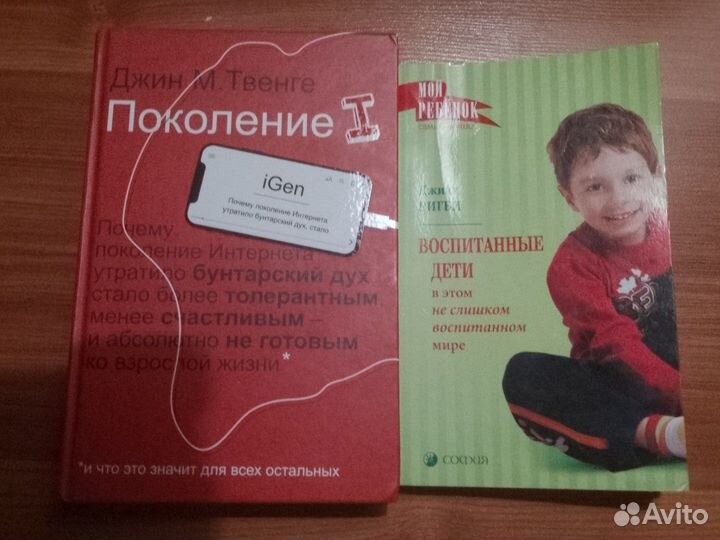 Джин М. Твенге
Поколение I
iGen
Почему поколение Интернета
утратило бунтарский дух, стало
Почему
поколение Интернета
утратило бунтарский дух
стало более толерантным,
менее счастливым –
и абсолютно не готовым
ко взрослой жизни*
*и что это значит для всех остальных
МОЙ
РЕБЁНОК
ВОСПИТАННЫЕ
ДЕТИ
в этом
не слишком
воспитанном
мире
СОФИЯ
Avito